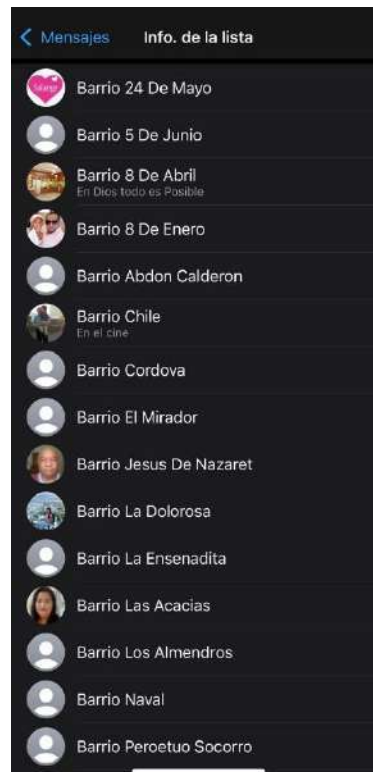 Mensajes Info. de la lista
Solange
Barrio 24 De Mayo
Barrio 5 De Junio
Barrio 8 De Abril
En Dios todo es Posible
Barrio 8 De Enero
Barrio Abdon Calderon
Barrio Chile
En el cine
Barrio Cordova
Barrio El Mirador
Barrio Jesus De Nazaret
Barrio La Dolorosa
Barrio La Ensenadita
Barrio Las Acacias
Barrio Los Almendros
Barrio Naval
Barrio Peroetuo Socorro